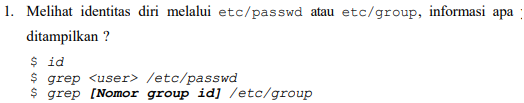 1. Melihat identitas diri melalui etc/passwd atau etc/group, informasi apa
ditampilkan ?
$ id
$ grep <user> /etc/passwd
$ grep [Nomor group id] /etc/group